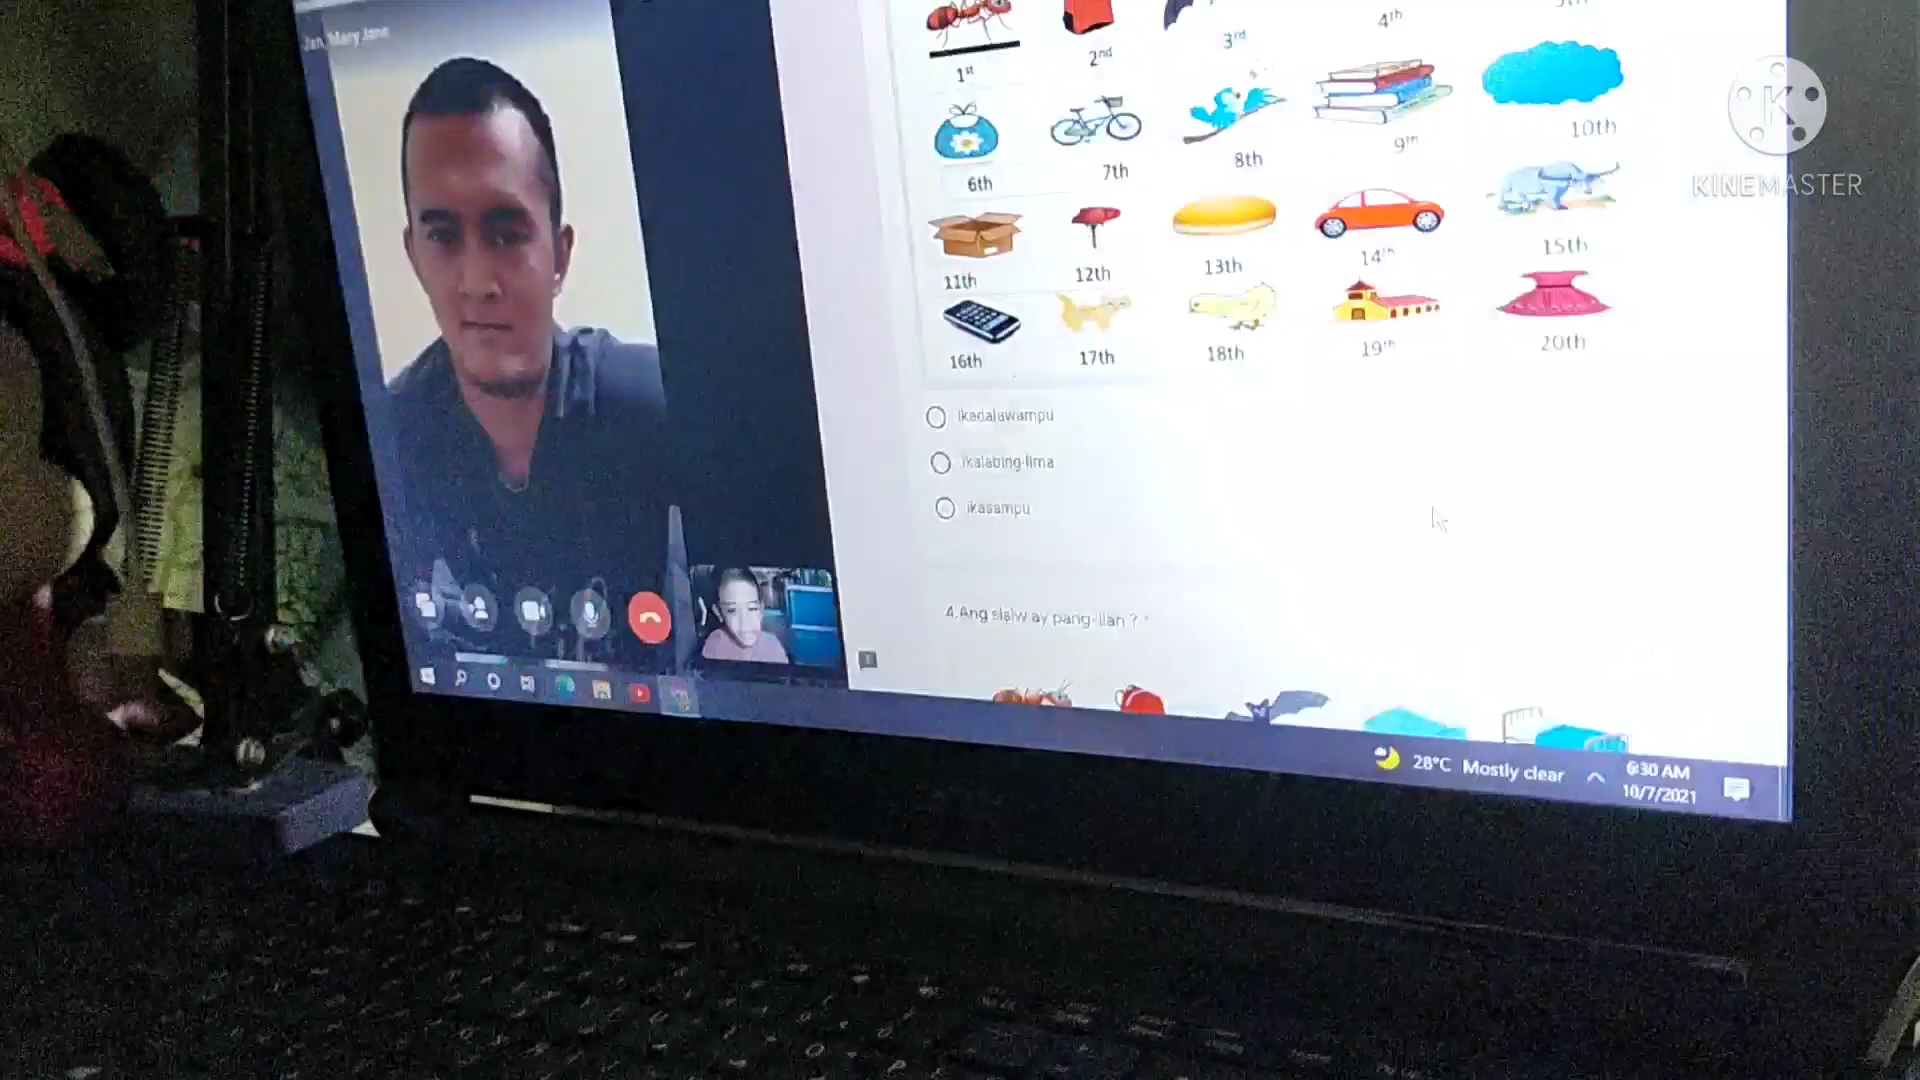 Jan, Mary Jane
1st
2nd
3rd
4th
5th
6th
7th
8th
9th
10th
11th
12th
13th
14th
15th
16th
17th
18th
19th
20th
ikadalawampu
ikalabing-lima
ikasampu
4.Ang sisiw ay pang-ilan ? *
28°C Mostly clear
6:30 AM
10/7/2021
K
KINEMASTER